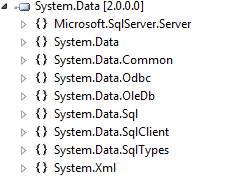 System.Data [2.0.0.0]
{} Microsoft.SqlServer.Server
{} System.Data
{} System.Data.Common
{} System.Data.Odbc
{} System.Data.OleDb
{} System.Data.Sql
{} System.Data.SqlClient
{} System.Data.SqlTypes
{} System.Xml